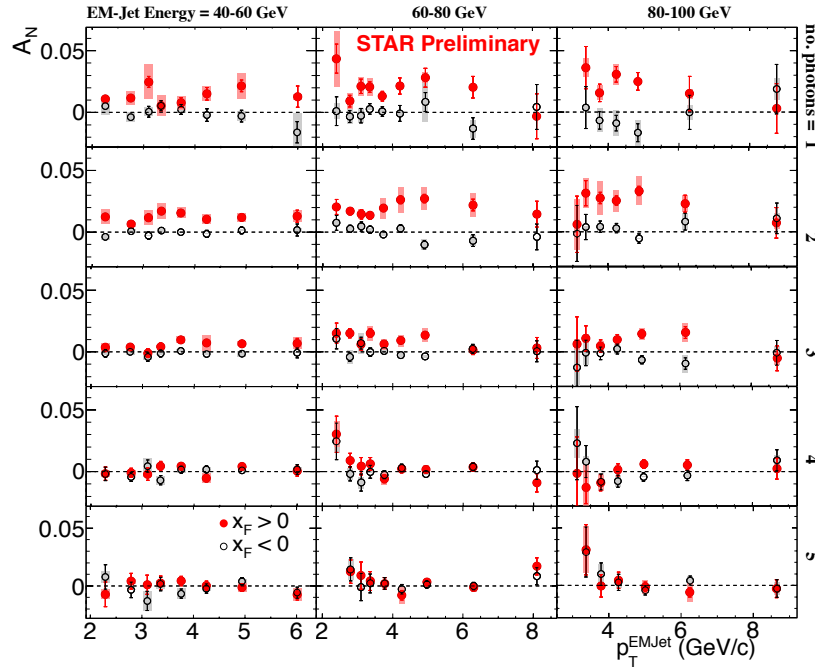 EM-Jet Energy = 40-60 GeV 60-80 GeV 80-100 GeV
A_N
STAR Preliminary
no. photons = 1
0.05
0
2
0.05
0
3
0.05
0
4
0.05
0
5
0.05
0
x_F > 0
x_F < 0
2 3 4 5 6 2 4 6 8 4 6 8
p_T^EMJet (GeV/c)